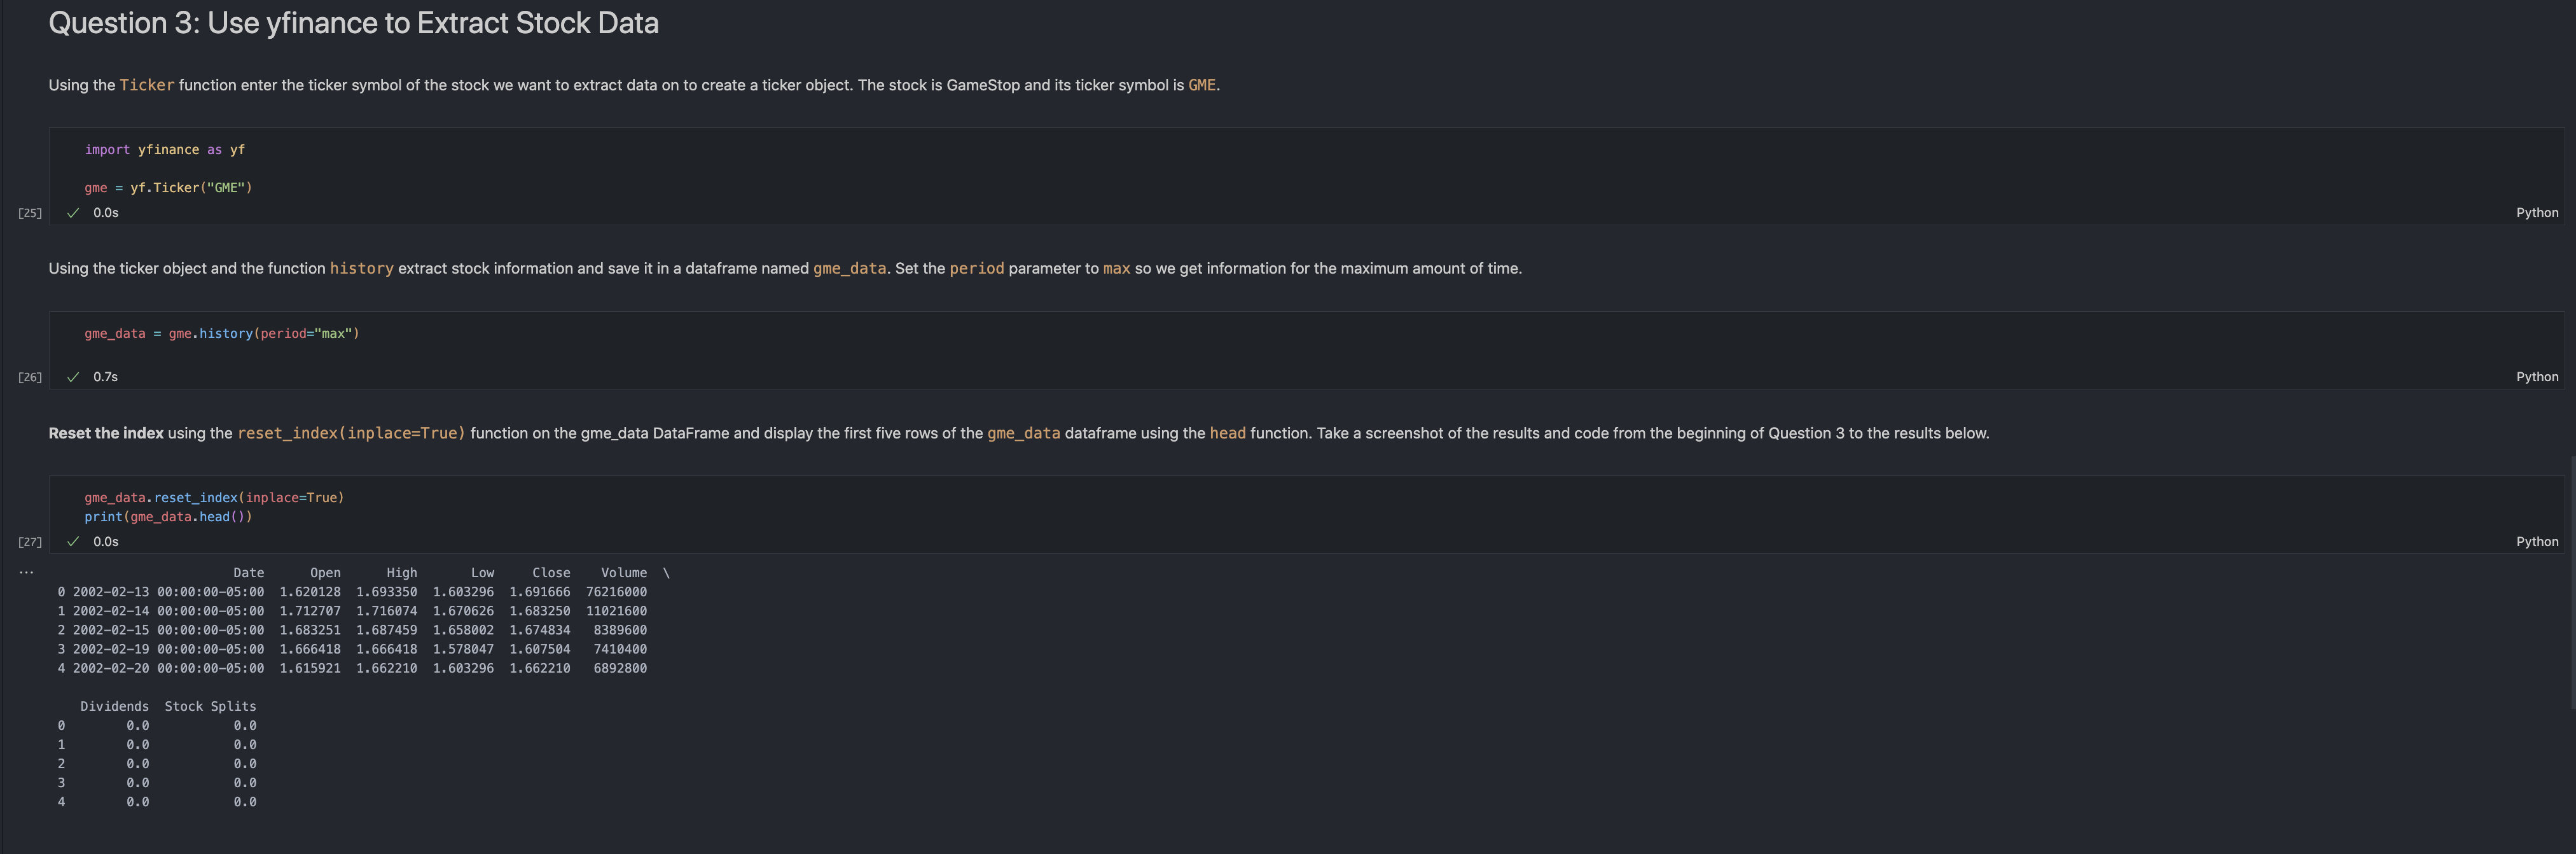 Question 3: Use yfinance to Extract Stock Data
Using the Ticker function enter the ticker symbol of the stock we want to extract data on to create a ticker object. The stock is GameStop and its ticker symbol is GME.
import yfinance as yf
gme = yf.Ticker("GME")
[25] ✓ 0.0s Python
Using the ticker object and the function history extract stock information and save it in a dataframe named gme_data. Set the period parameter to max so we get information for the maximum amount of time.
gme_data = gme.history(period="max")
[26] ✓ 0.7s Python
Reset the index using the reset_index(inplace=True) function on the gme_data DataFrame and display the first five rows of the gme_data dataframe using the head function. Take a screenshot of the results and code from the beginning of Question 3 to the results below.
gme_data.reset_index(inplace=True)
print(gme_data.head())
[27] ✓ 0.0s Python
... Date Open High Low Close Volume \
0 2002-02-13 00:00:00-05:00 1.620128 1.693350 1.603296 1.691666 76216000
1 2002-02-14 00:00:00-05:00 1.712707 1.716074 1.670626 1.683250 11021600
2 2002-02-15 00:00:00-05:00 1.683251 1.687459 1.658002 1.674834 8389600
3 2002-02-19 00:00:00-05:00 1.666418 1.666418 1.578047 1.607504 7410400
4 2002-02-20 00:00:00-05:00 1.615921 1.662210 1.603296 1.662210 6892800
Dividends Stock Splits
0 0.0 0.0
1 0.0 0.0
2 0.0 0.0
3 0.0 0.0
4 0.0 0.0